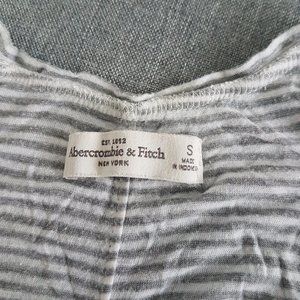 EST. 1892
Abercrombie & Fitch
NEW YORK
S
MADE
IN INDONESIA